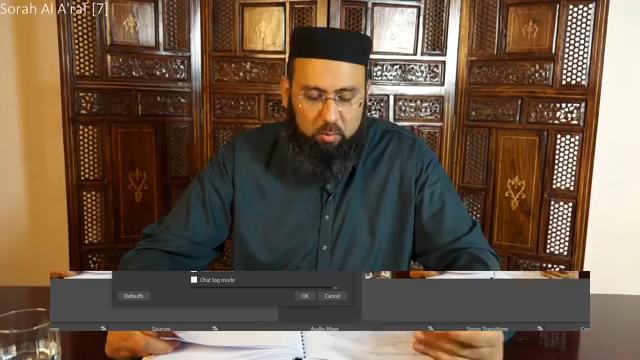 Sorah Al A'raf [7]
Chat log mode
Defaults
OK
Cancel
Sources
Audio Mixer
Scene Transitions